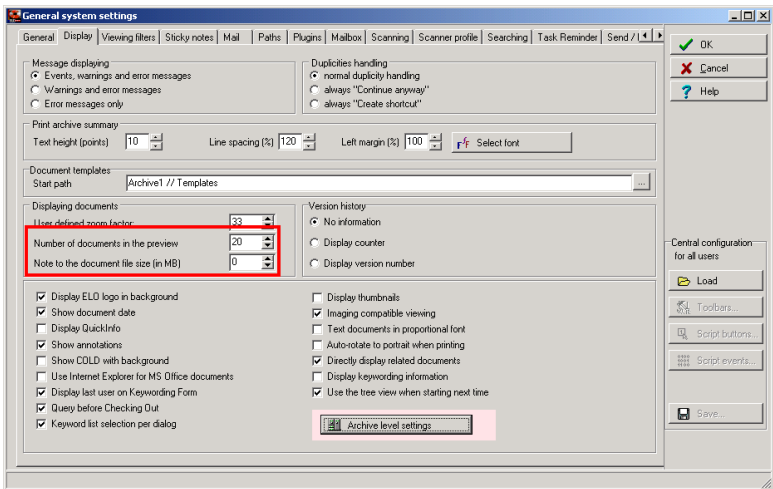 General system settings
General Display Viewing filters Sticky notes Mail Paths Plugins Mailbox Scanning Scanner profile Searching Task Reminder Send / 
OK
Cancel
Help
Message displaying
Events, warnings and error messages
Warnings and error messages
Error messages only
Duplicities handling
normal duplicity handling
always "Continue anyway"
always "Create shortcut"
Print archive summary
Text height (points) 10 Line spacing (%) 120 Left margin (%) 100 Select font
Document templates
Start path Archive1 // Templates ...
Displaying documents
User defined zoom factor: 33
Number of documents in the preview 20
Note to the document file size (in MB) 0
Version history
No information
Display counter
Display version number
Central configuration
for all users
Load
Toolbars...
Script buttons...
Script events...
Save...
Display ELO logo in background
Show document date
Display QuickInfo
Show annotations
Show COLD with background
Use Internet Explorer for MS Office documents
Display last user on Keywording Form
Query before Checking Out
Keyword list selection per dialog
Display thumbnails
Imaging compatible viewing
Text documents in proportional font
Auto-rotate to portrait when printing
Directly display related documents
Display keywording information
Use the tree view when starting next time
Archive level settings